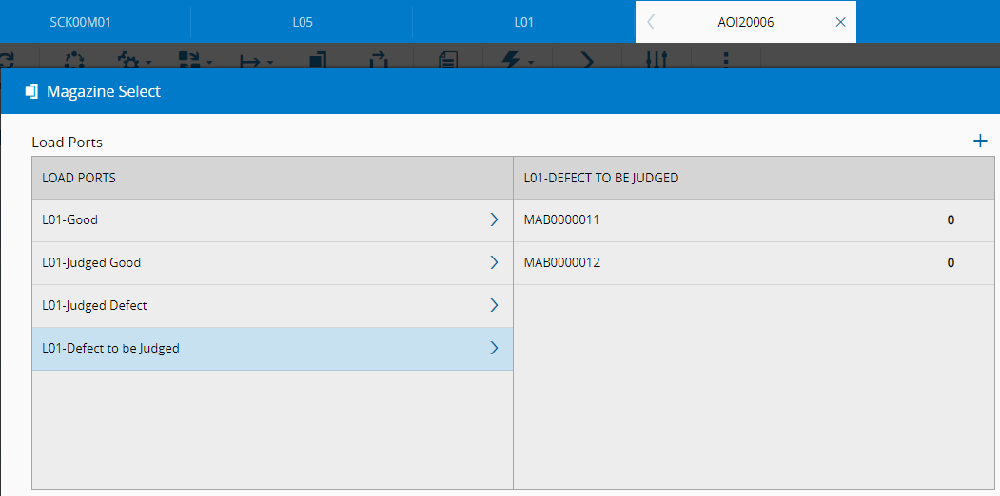 SCK00M01 L05 L01 AOI20006
Magazine Select
Load Ports
LOAD PORTS L01-DEFECT TO BE JUDGED
L01-Good MAB0000011 0
L01-Judged Good MAB0000012 0
L01-Judged Defect
L01-Defect to be Judged